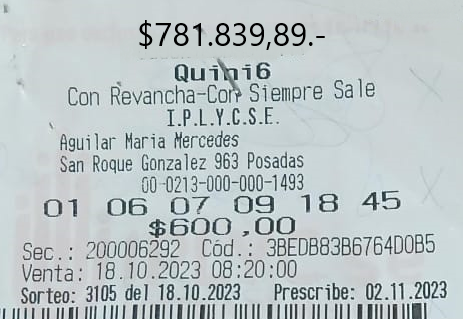 $781.839,89.-
Quini6
Con Revancha-Con Siempre Sale
I.P.L.Y.C.S.E.
Aguilar Maria Mercedes
San Roque Gonzalez 963 Posadas
00-0213-000-000-1493
01 06 07 09 18 45
$600,00
Sec.: 200006292 Cód.: 3BEDB83B6764D0B5
Venta: 18.10.2023 08:20:00
Sorteo: 3105 del 18.10.2023 Prescribe: 02.11.2023